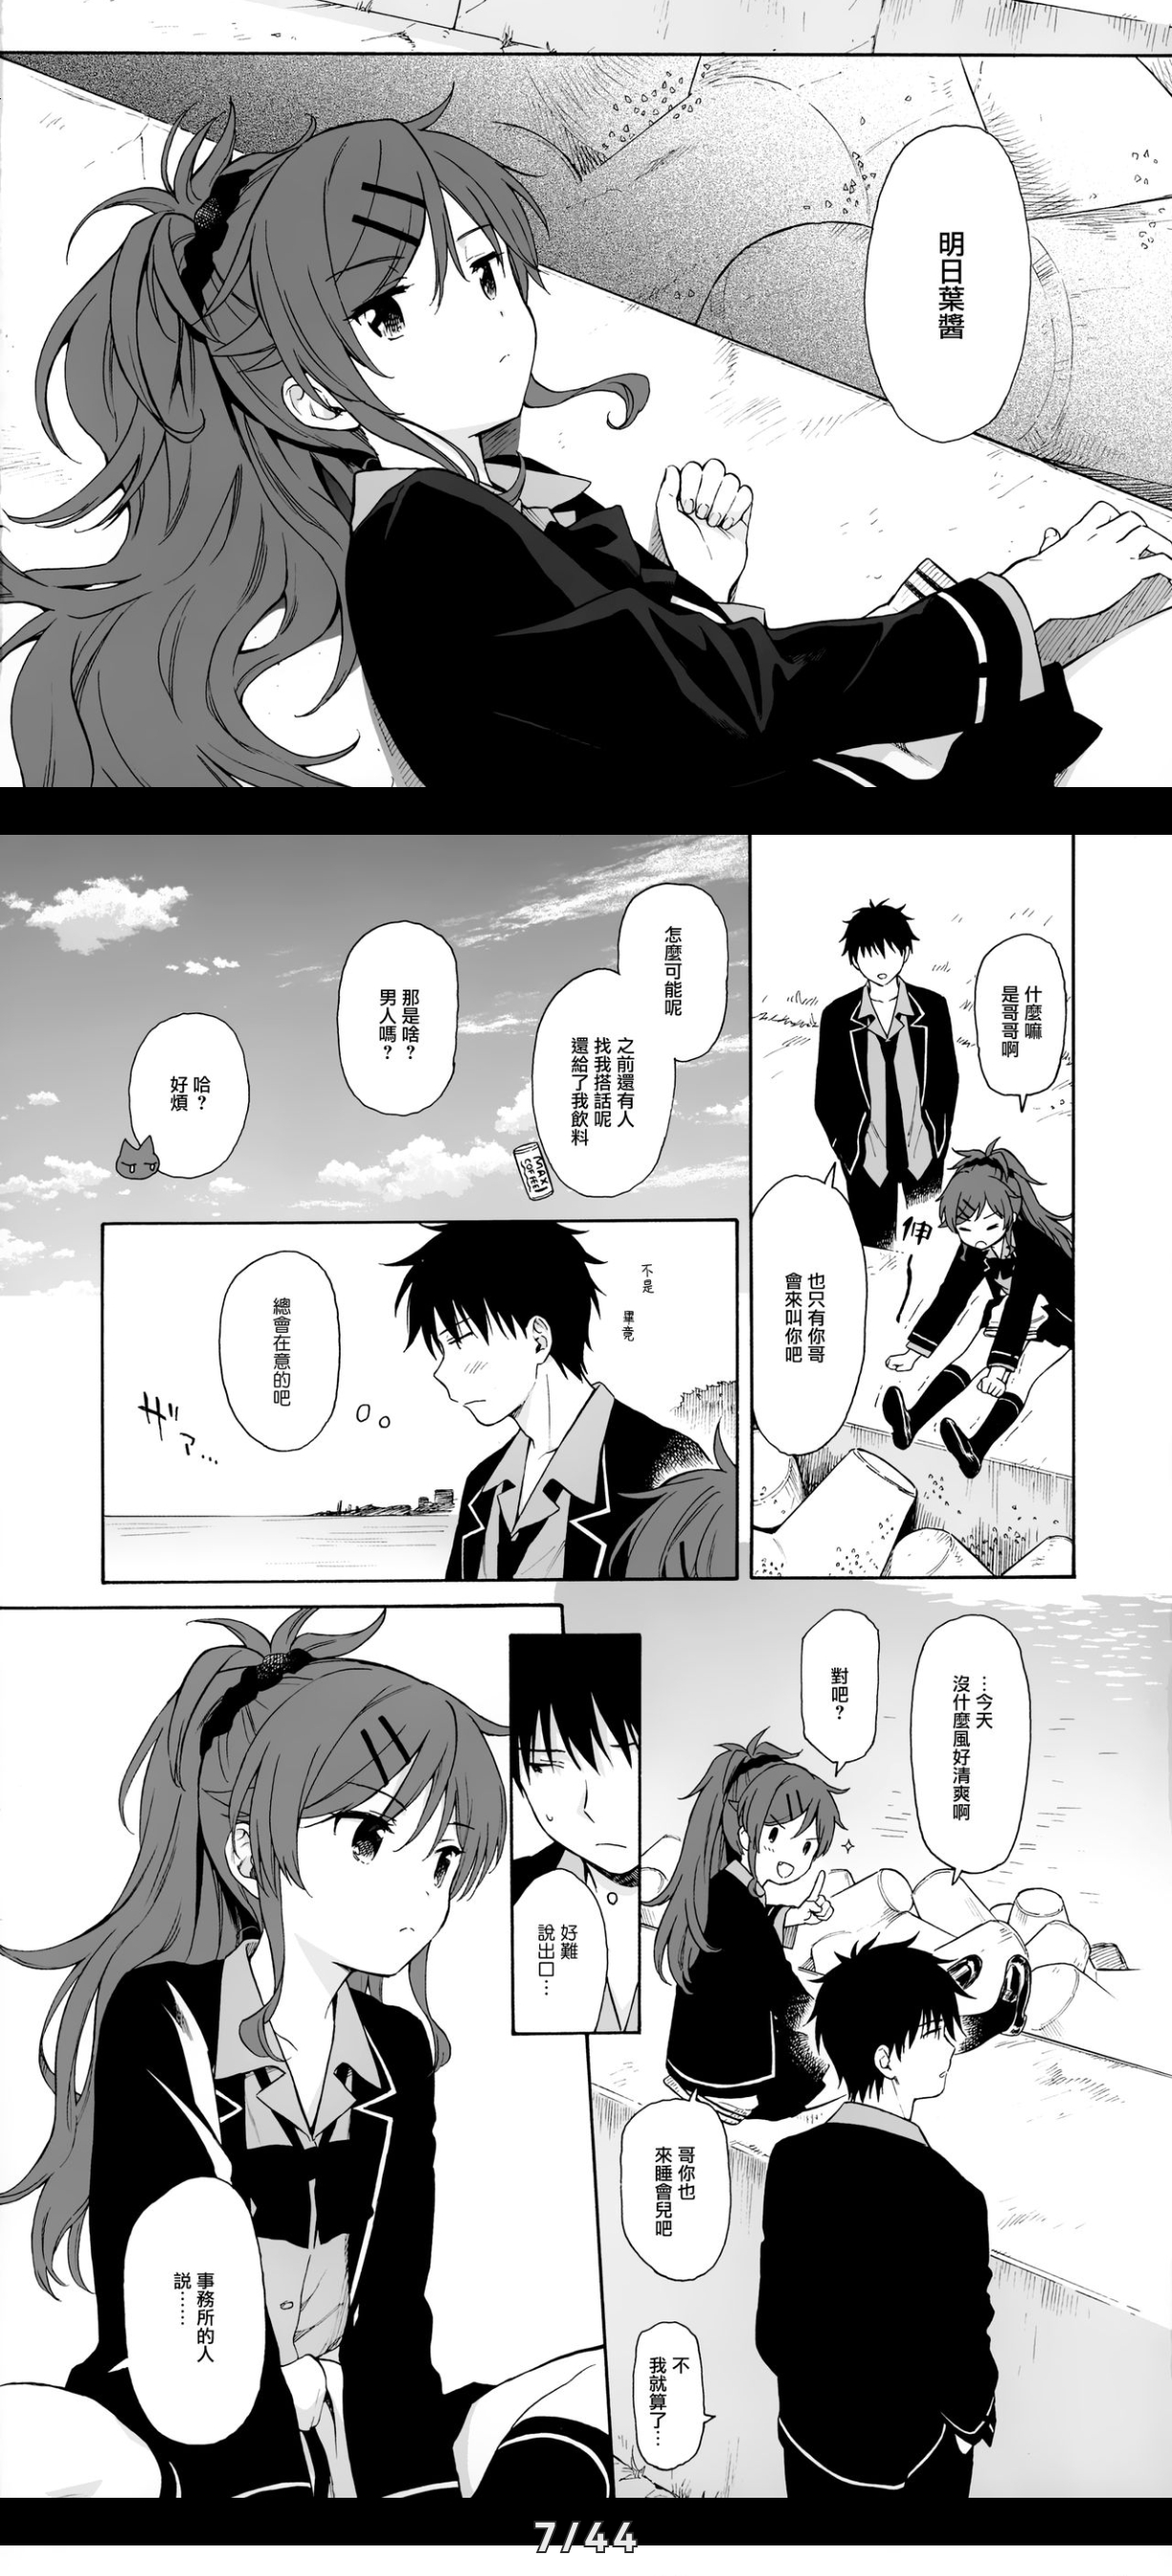 明日葉醬
什麼嘛
是哥哥啊
伸
也只有你哥
會來叫你吧
怎麼可能呢
之前還有人
找我搭話呢
還給了我飲料
MAX
COFFEE
那是啥？
男人嗎？
哈？
好煩
不是
畢竟
總會在意的吧
ザァ…
…今天
沒什麼風好清爽啊
對吧？
哥你也
來睡會兒吧
不
我就算了…
好難
說出口…
事務所的人
說……
7/44